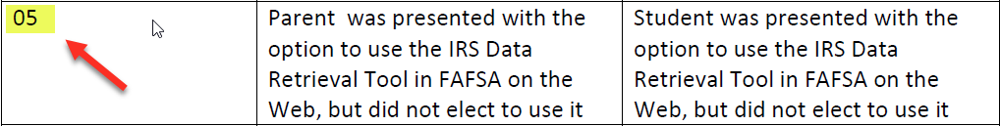 05
Parent was presented with the
option to use the IRS Data
Retrieval Tool in FAFSA on the
Web, but did not elect to use it
Student was presented with the
option to use the IRS Data
Retrieval Tool in FAFSA on the
Web, but did not elect to use it